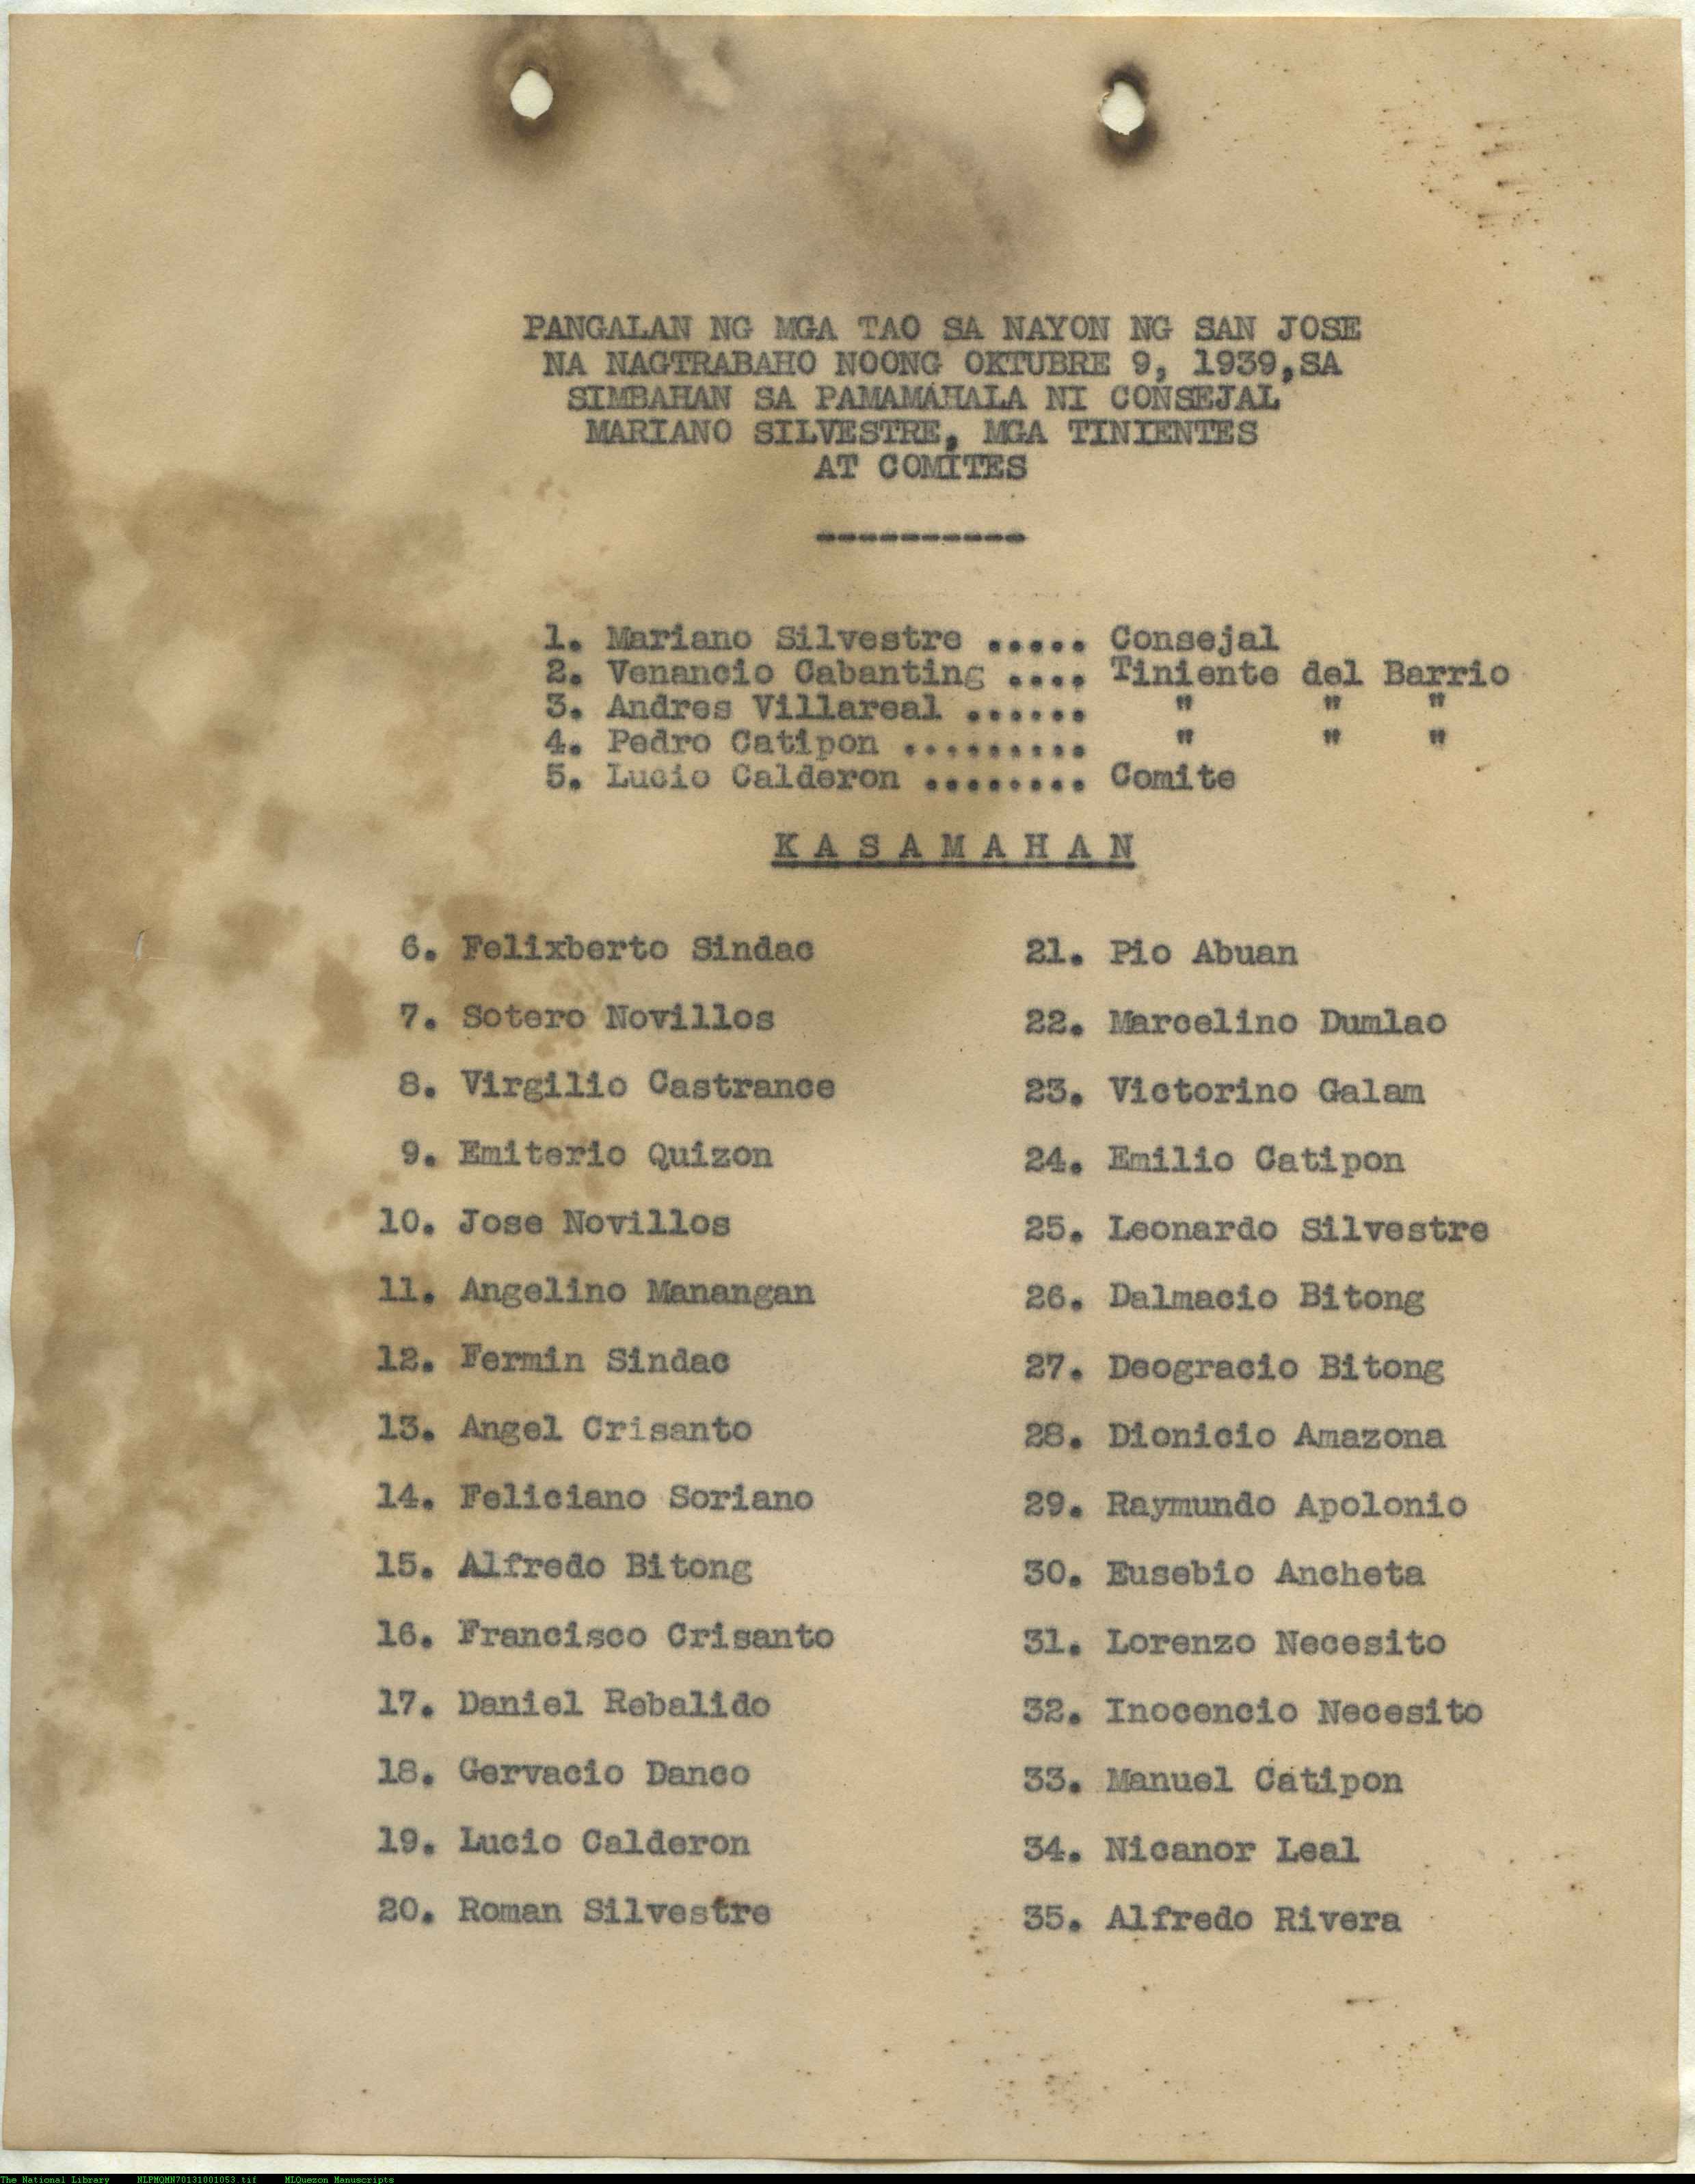 PANGALAN NG MGA TAO SA NAYON NG SAN JOSE
NA NAGTRABAHO NOONG OKTUBRE 9, 1939,SA
SIMBAHAN SA PAMAMAHALA NI CONSEJAL
MARIANO SILVESTRE, MGA TINIENTES
AT COMITES
-----------
1. Mariano Silvestre ..... Consejal
2. Venancio Cabanting .... Tiniente del Barrio
3. Andres Villareal ...... " " "
4. Pedro Catipon ......... " " "
5. Lucio Calderon ........ Comite
K A S A M A H A N
6. Felixberto Sindac
7. Sotero Novillos
8. Virgilio Castrance
9. Emiterio Quizon
10. Jose Novillos
11. Angelino Manangan
12. Fermin Sindac
13. Angel Crisanto
14. Feliciano Soriano
15. Alfredo Bitong
16. Francisco Crisanto
17. Daniel Rebalido
18. Gervacio Danco
19. Lucio Calderon
20. Roman Silvestre
21. Pio Abuan
22. Marcelino Dumlao
23. Victorino Galam
24. Emilio Catipon
25. Leonardo Silvestre
26. Dalmacio Bitong
27. Deogracio Bitong
28. Dionicio Amazona
29. Raymundo Apolonio
30. Eusebio Ancheta
31. Lorenzo Necesito
32. Inocencio Necesito
33. Manuel Catipon
34. Nicanor Leal
35. Alfredo Rivera
The National Library NLPMQMN70131001053.tif MLQuezon Manuscripts